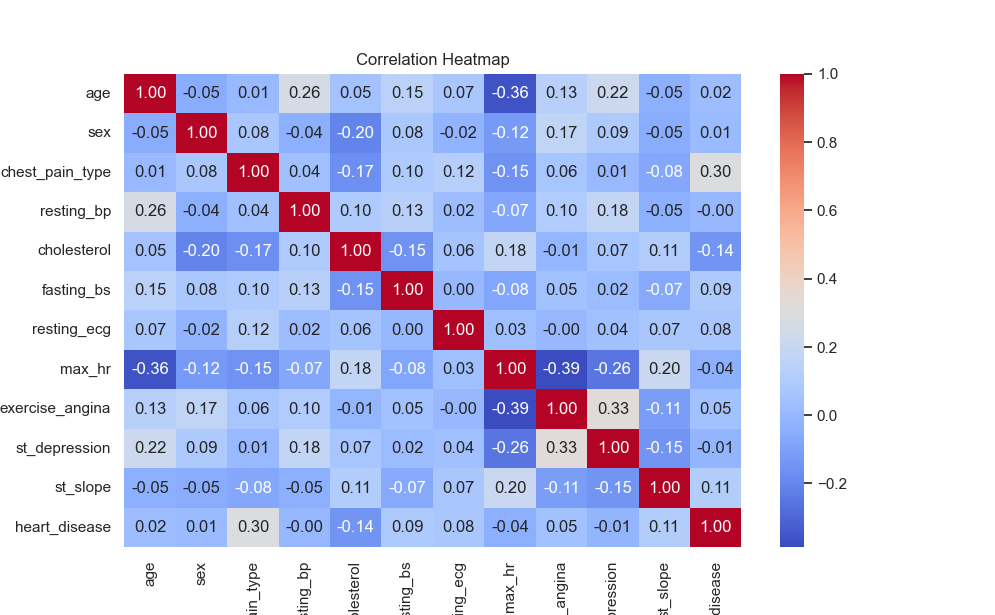 Correlation Heatmap
age 1.00 -0.05 0.01 0.26 0.05 0.15 0.07 -0.36 0.13 0.22 -0.05 0.02
sex -0.05 1.00 0.08 -0.04 -0.20 0.08 -0.02 -0.12 0.17 0.09 -0.05 0.01
chest_pain_type 0.01 0.08 1.00 0.04 -0.17 0.10 0.12 -0.15 0.06 0.01 -0.08 0.30
resting_bp 0.26 -0.04 0.04 1.00 0.10 0.13 0.02 -0.07 0.10 0.18 -0.05 -0.00
cholesterol 0.05 -0.20 -0.17 0.10 1.00 -0.15 0.06 0.18 -0.01 0.07 0.11 -0.14
fasting_bs 0.15 0.08 0.10 0.13 -0.15 1.00 0.00 -0.08 0.05 0.02 -0.07 0.09
resting_ecg 0.07 -0.02 0.12 0.02 0.06 0.00 1.00 0.03 -0.00 0.04 0.07 0.08
max_hr -0.36 -0.12 -0.15 -0.07 0.18 -0.08 0.03 1.00 -0.39 -0.26 0.20 -0.04
exercise_angina 0.13 0.17 0.06 0.10 -0.01 0.05 -0.00 -0.39 1.00 0.33 -0.11 0.05
st_depression 0.22 0.09 0.01 0.18 0.07 0.02 0.04 -0.26 0.33 1.00 -0.15 -0.01
st_slope -0.05 -0.05 -0.08 -0.05 0.11 -0.07 0.07 0.20 -0.11 -0.15 1.00 0.11
heart_disease 0.02 0.01 0.30 -0.00 -0.14 0.09 0.08 -0.04 0.05 -0.01 0.11 1.00
age
sex
ain_type
sting_bp
olesterol
sting_bs
ing_ecg
max_hr
_angina
pression
st_slope
disease
1.0
0.8
0.6
0.4
0.2
0.0
−0.2